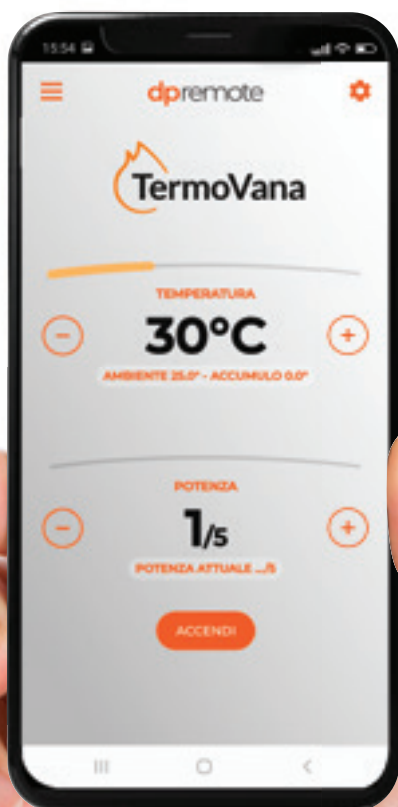 15:54
dpremote
TermoVana
TEMPERATURA
30°C
AMBIENTE 25.0° - ACCUMULO 0.0°
POTENZA
1/5
POTENZA ATTUALE .../5
ACCENDI